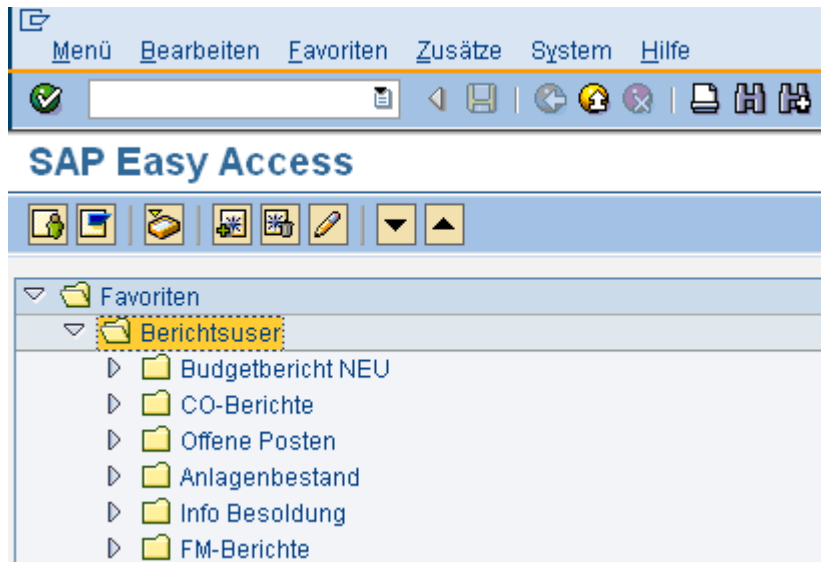 Menü Bearbeiten Favoriten Zusätze System Hilfe
SAP Easy Access
Favoriten
Berichtsuser
Budgetbericht NEU
CO-Berichte
Offene Posten
Anlagenbestand
Info Besoldung
FM-Berichte